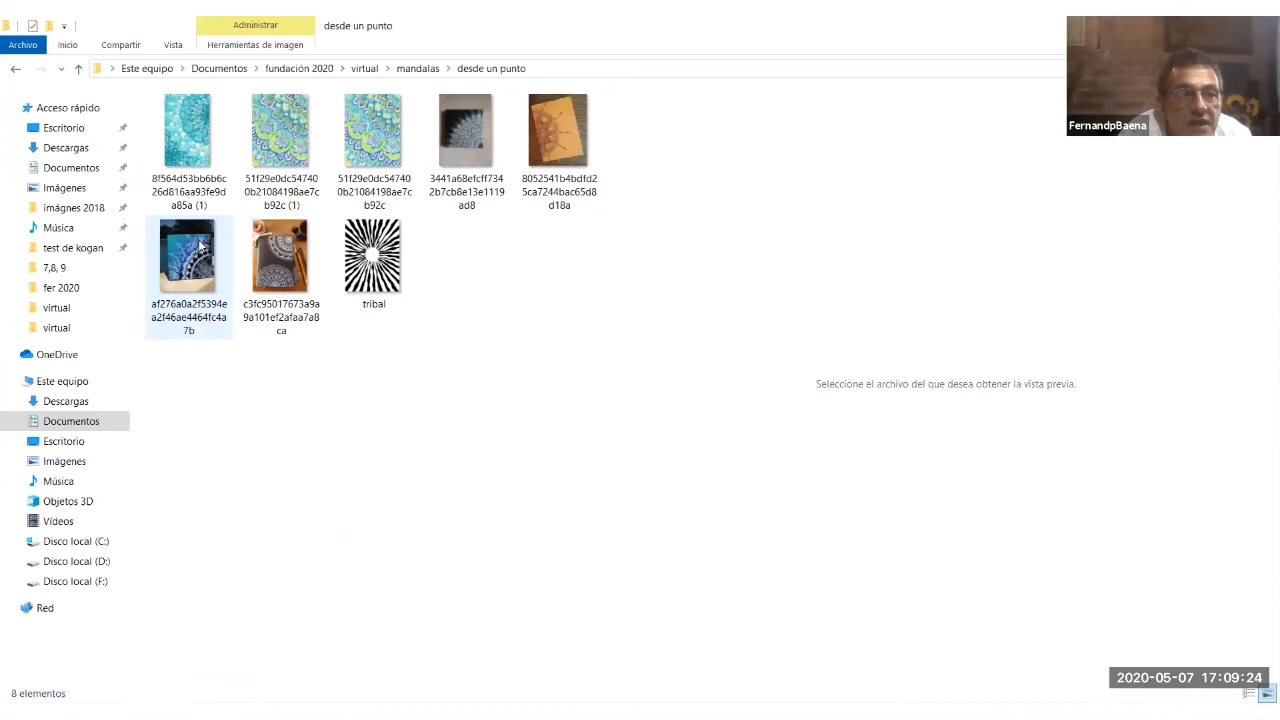 Administrar
desde un punto
Archivo
Inicio
Compartir
Vista
Herramientas de imagen
Este equipo > Documentos > fundación 2020 > virtual > mandalas > desde un punto
FernandpBaena
Acceso rápido
Escritorio
Descargas
Documentos
Imágenes
imágnes 2018
Música
test de kogan
7,8, 9
fer 2020
virtual
virtual
OneDrive
Este equipo
Descargas
Documentos
Escritorio
Imágenes
Música
Objetos 3D
Vídeos
Disco local (C:)
Disco local (D:)
Disco local (F:)
Red
8f564d53bb6b6c
26d816aa93fe9d
a85a (1)
51f29e0dc54740
0b21084198ae7c
b92c (1)
51f29e0dc54740
0b21084198ae7c
b92c
3441a68efcff734
2b7cb8e13e1119
ad8
8052541b4bdfd2
5ca7244bac65d8
d18a
af276a0a2f5394e
a2f46ae4464fc4a
7b
c3fc95017673a9a
9a101ef2afaa7a8
ca
tribal
Seleccione el archivo del que desea obtener la vista previa.
8 elementos
2020-05-07 17:09:24